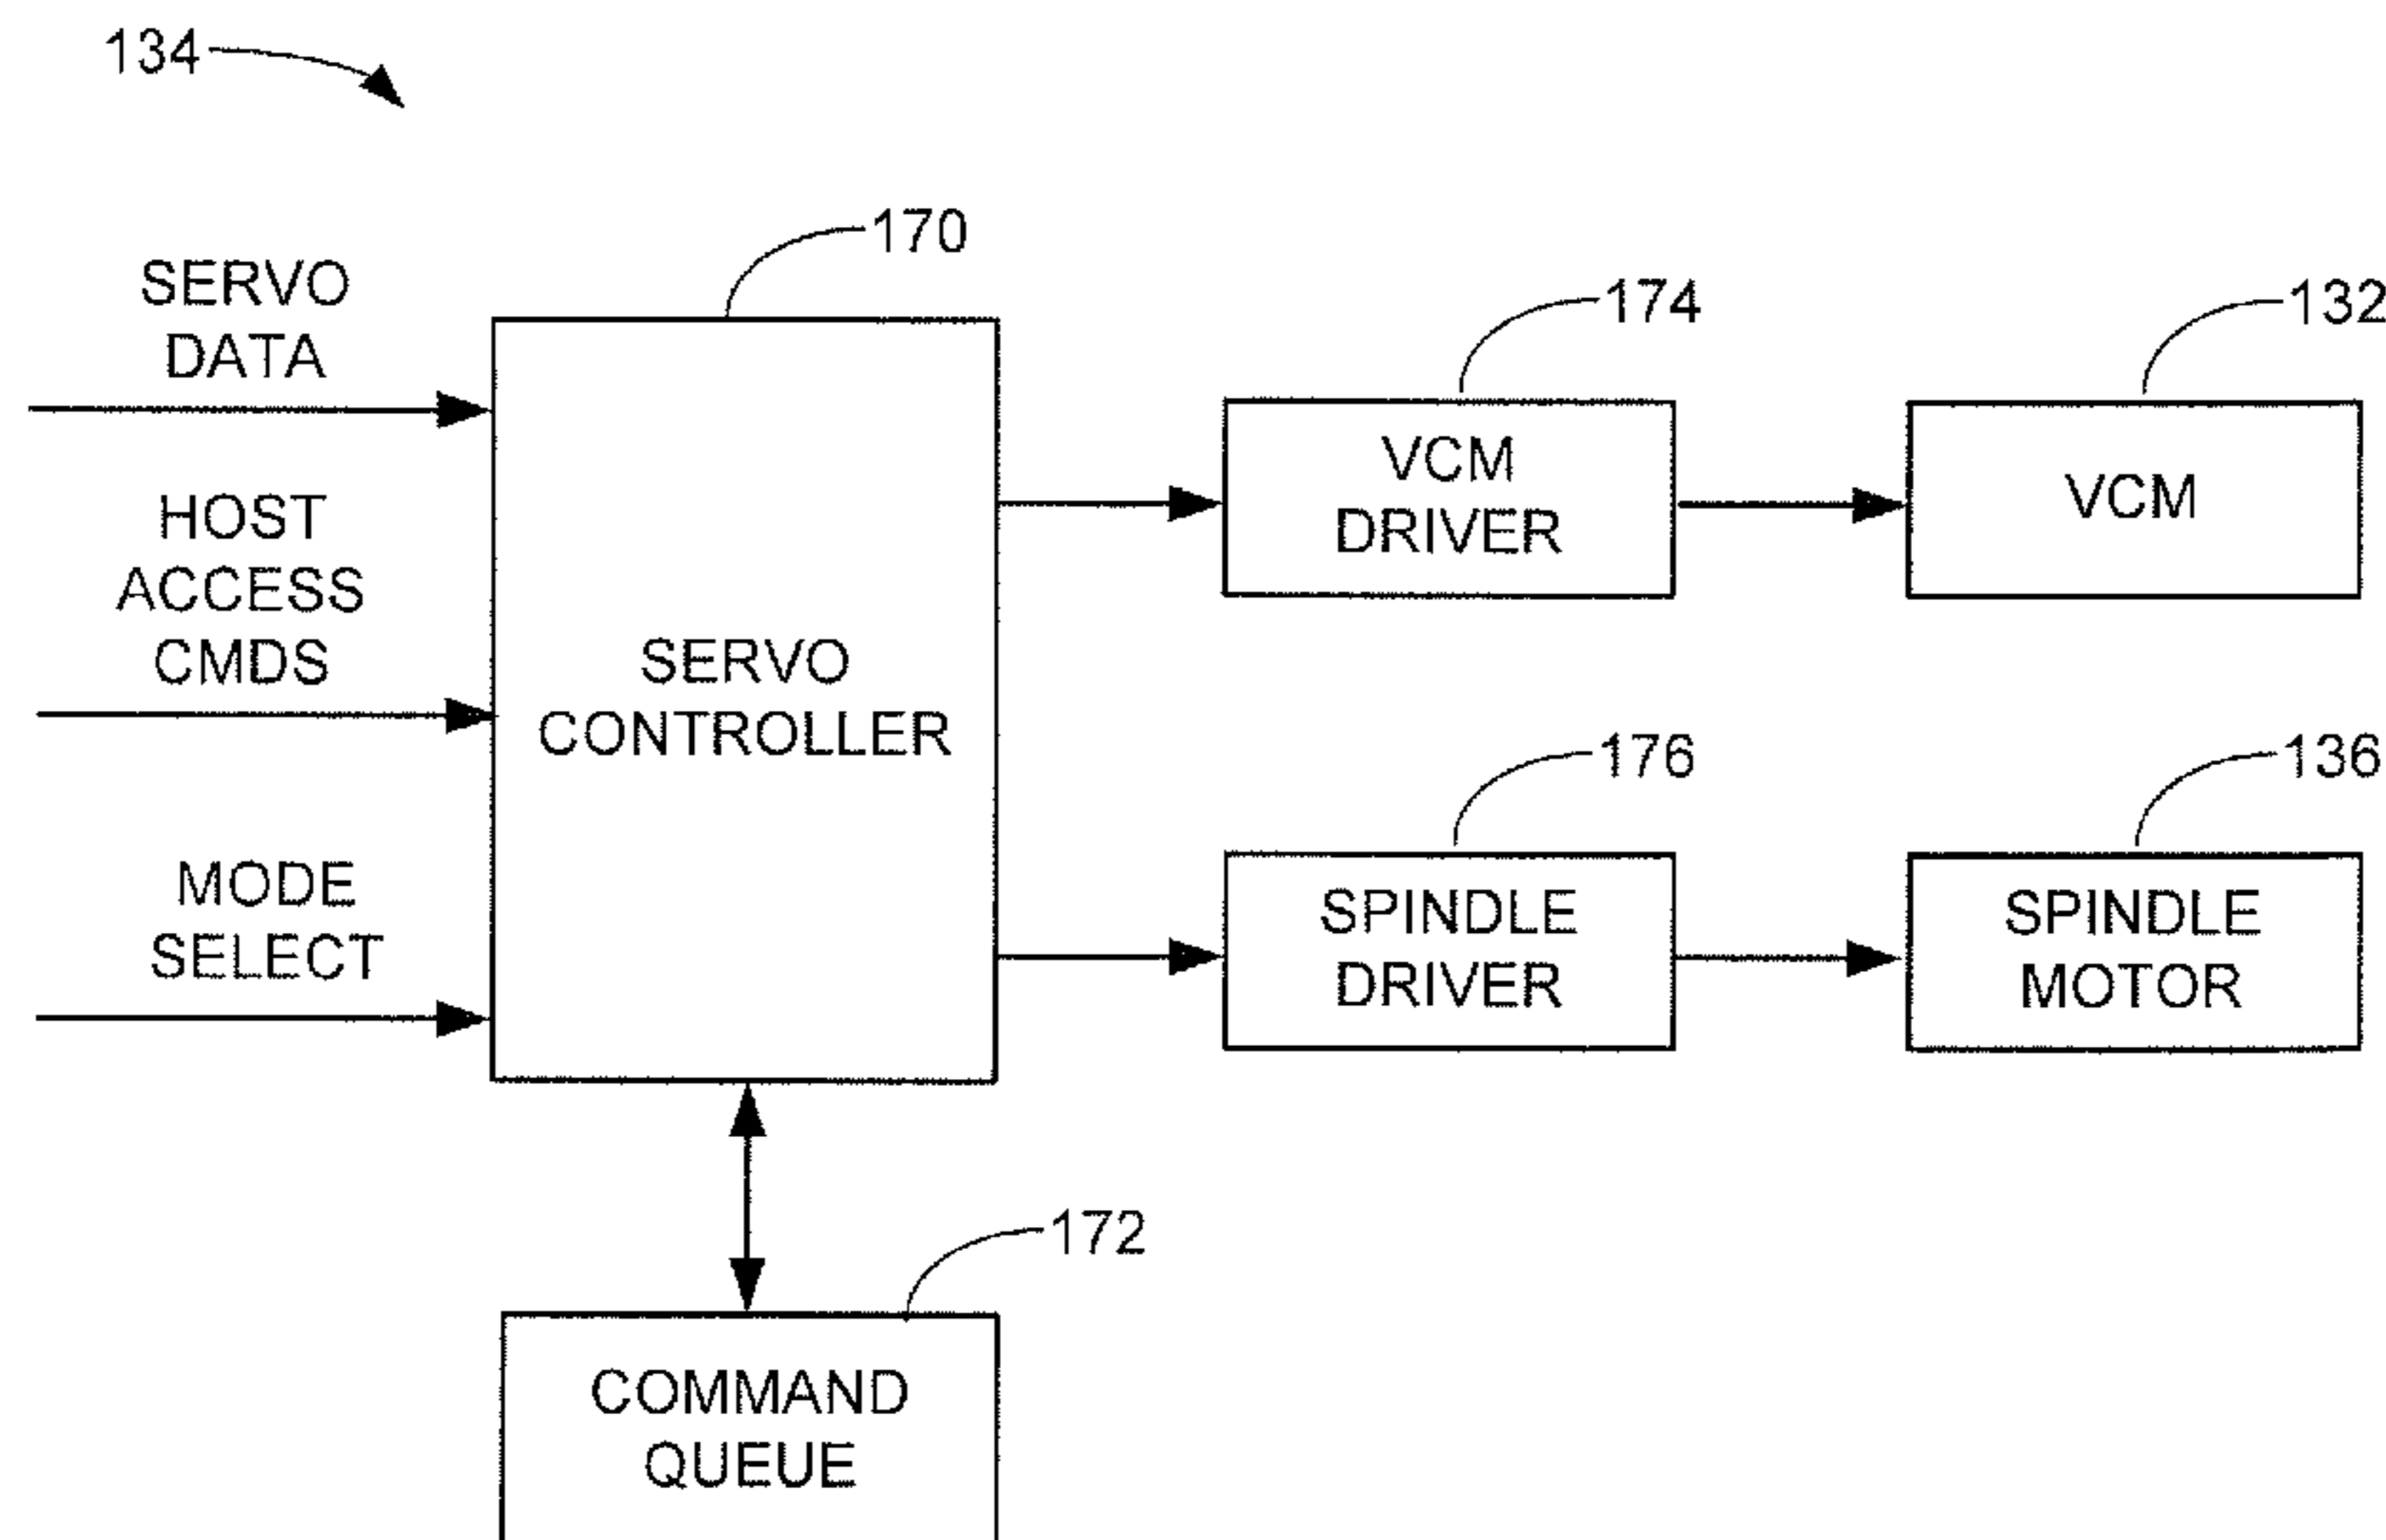 134
170
SERVO
DATA
174
132
HOST
ACCESS
CMDS
VCM
DRIVER
VCM
SERVO
CONTROLLER
176
136
MODE
SELECT
SPINDLE
DRIVER
SPINDLE
MOTOR
172
COMMAND
QUEUE